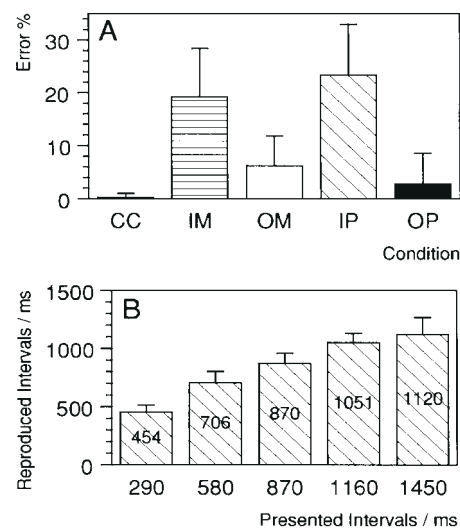 A
Error %
30
20
10
0
CC IM OM IP OP
Condition
B
Reproduced Intervals / ms
1500
1000
500
0
454 706 870 1051 1120
290 580 870 1160 1450
Presented Intervals / ms